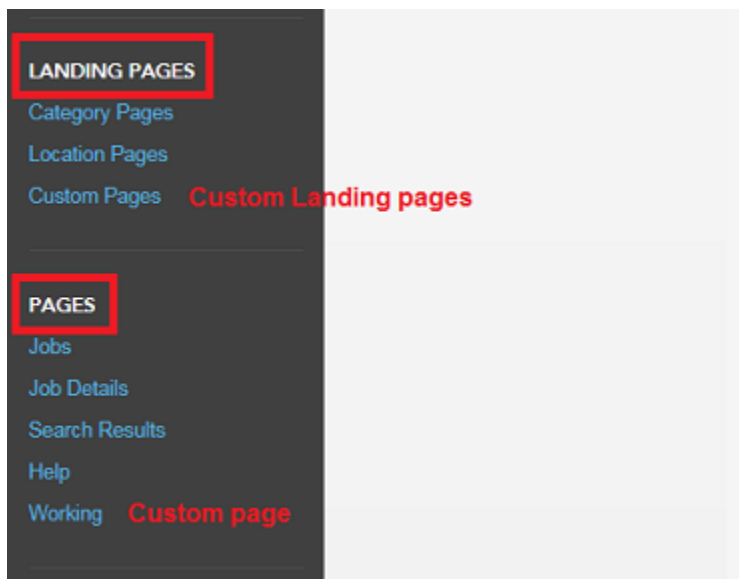 LANDING PAGES
Category Pages
Location Pages
Custom Pages Custom Landing pages
PAGES
Jobs
Job Details
Search Results
Help
Working Custom page